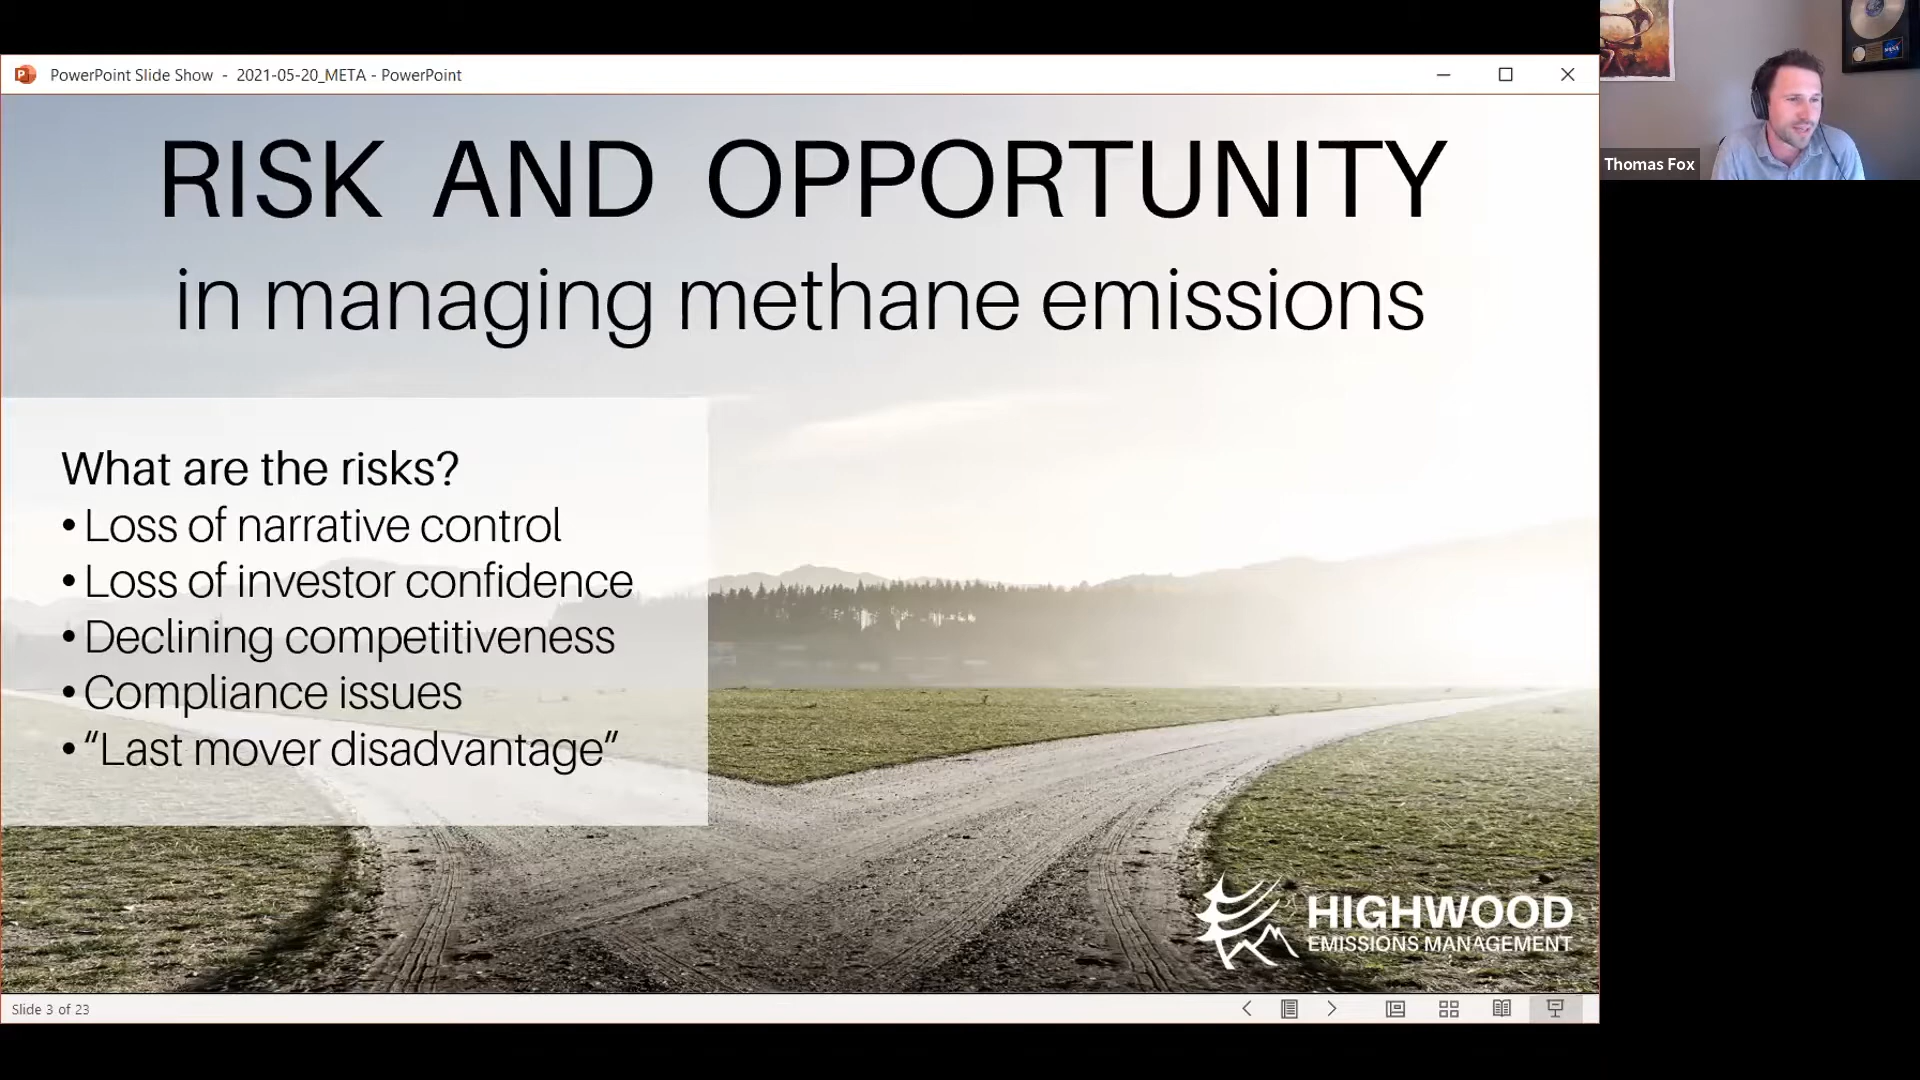 PowerPoint Slide Show - 2021-05-20_META - PowerPoint
RISK AND OPPORTUNITY
in managing methane emissions
What are the risks?
• Loss of narrative control
• Loss of investor confidence
• Declining competitiveness
• Compliance issues
• “Last mover disadvantage”
HIGHWOOD
EMISSIONS MANAGEMENT
Slide 3 of 23
Thomas Fox
NASA